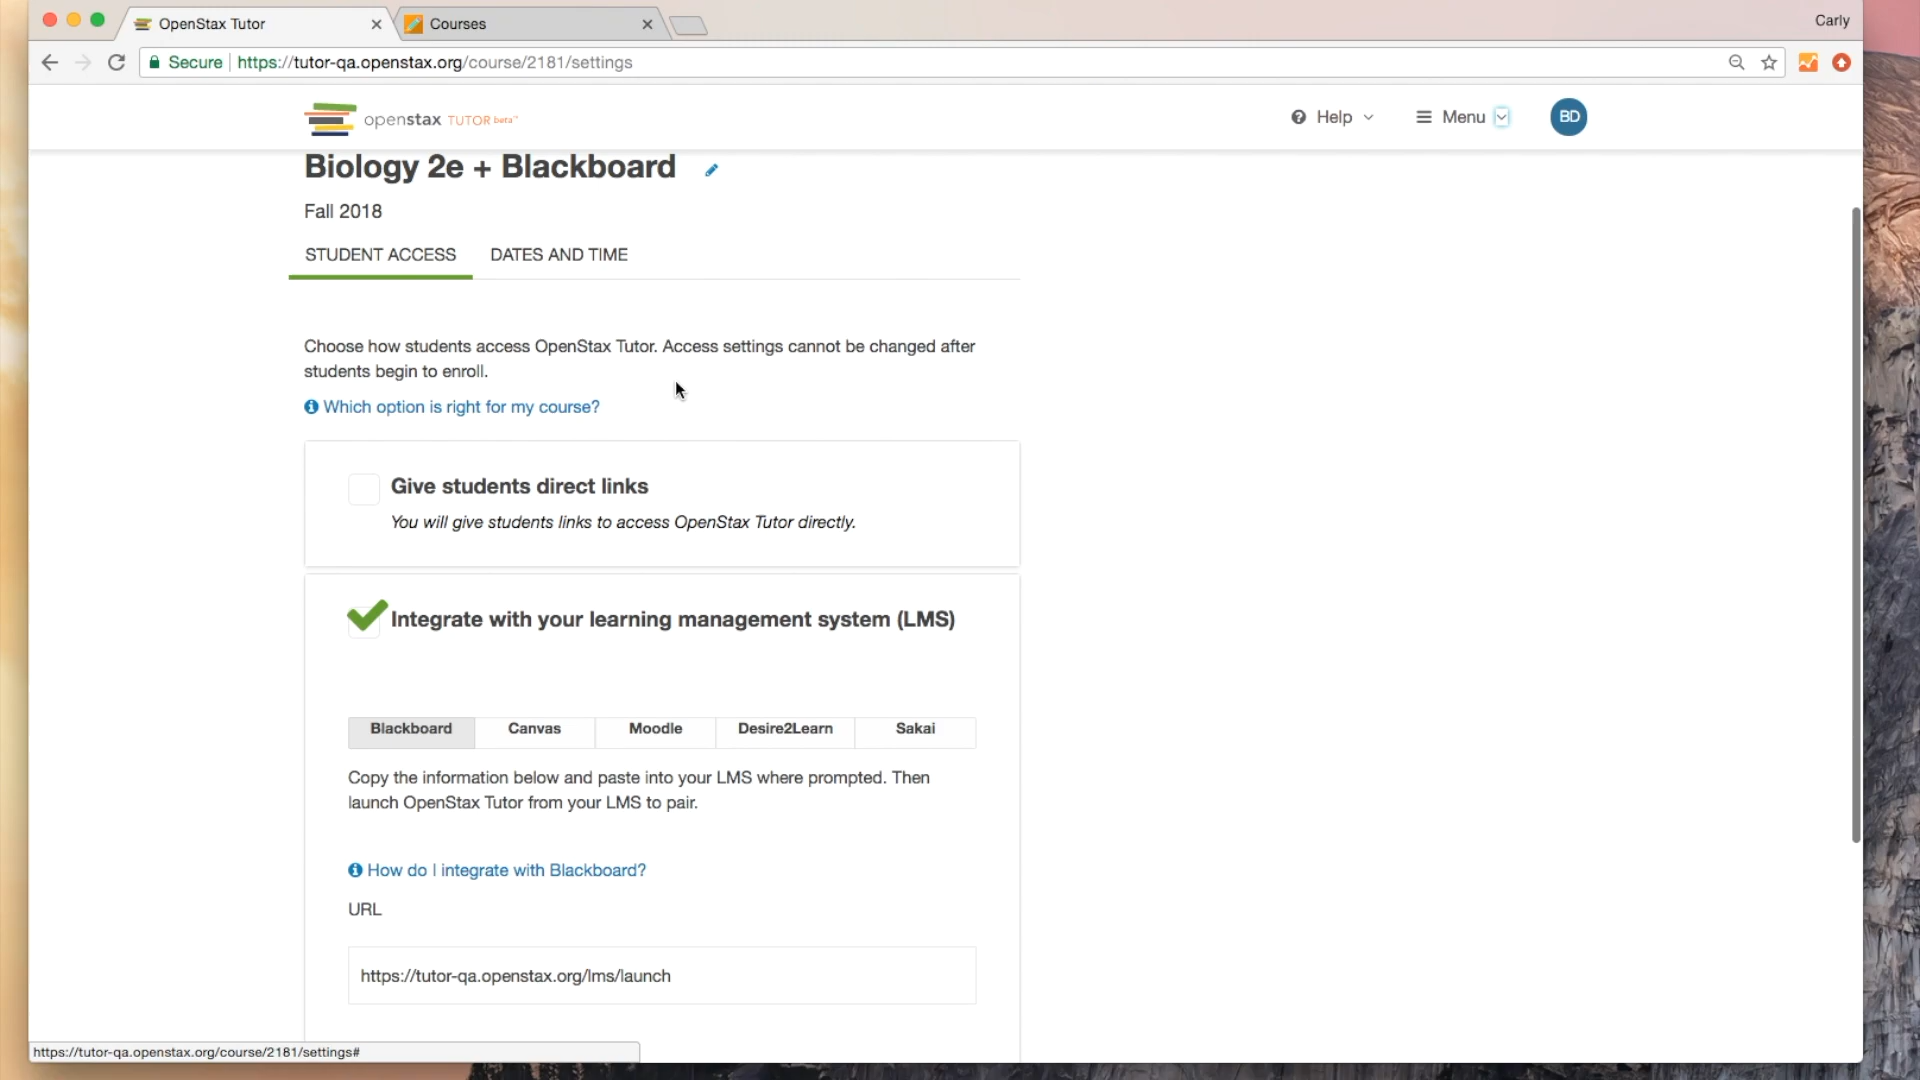 OpenStax Tutor
Courses
Carly
Secure
https://tutor-qa.openstax.org/course/2181/settings
openstax TUTOR beta™
Help
Menu
BD
Biology 2e + Blackboard
Fall 2018
STUDENT ACCESS
DATES AND TIME
Choose how students access OpenStax Tutor. Access settings cannot be changed after
students begin to enroll.
Which option is right for my course?
Give students direct links
You will give students links to access OpenStax Tutor directly.
Integrate with your learning management system (LMS)
Blackboard
Canvas
Moodle
Desire2Learn
Sakai
Copy the information below and paste into your LMS where prompted. Then
launch OpenStax Tutor from your LMS to pair.
How do I integrate with Blackboard?
URL
https://tutor-qa.openstax.org/lms/launch
https://tutor-qa.openstax.org/course/2181/settings#